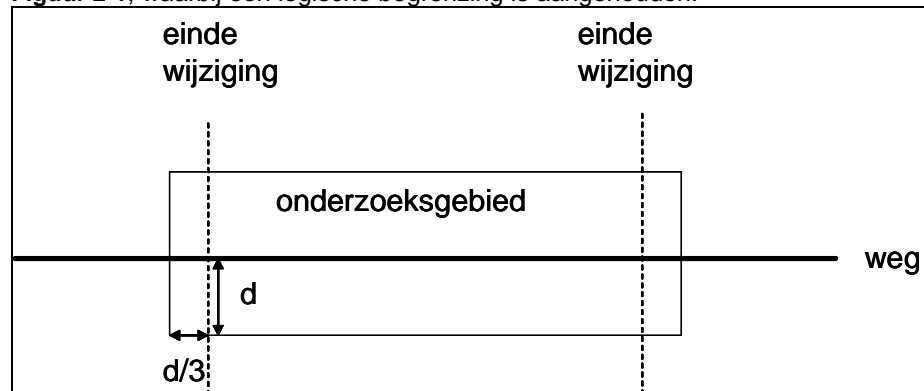 Figuur 2-1, waarbij een logische begrenzing is aangehouden.
einde
wijziging
einde
wijziging
onderzoeksgebied
weg
d
d/3